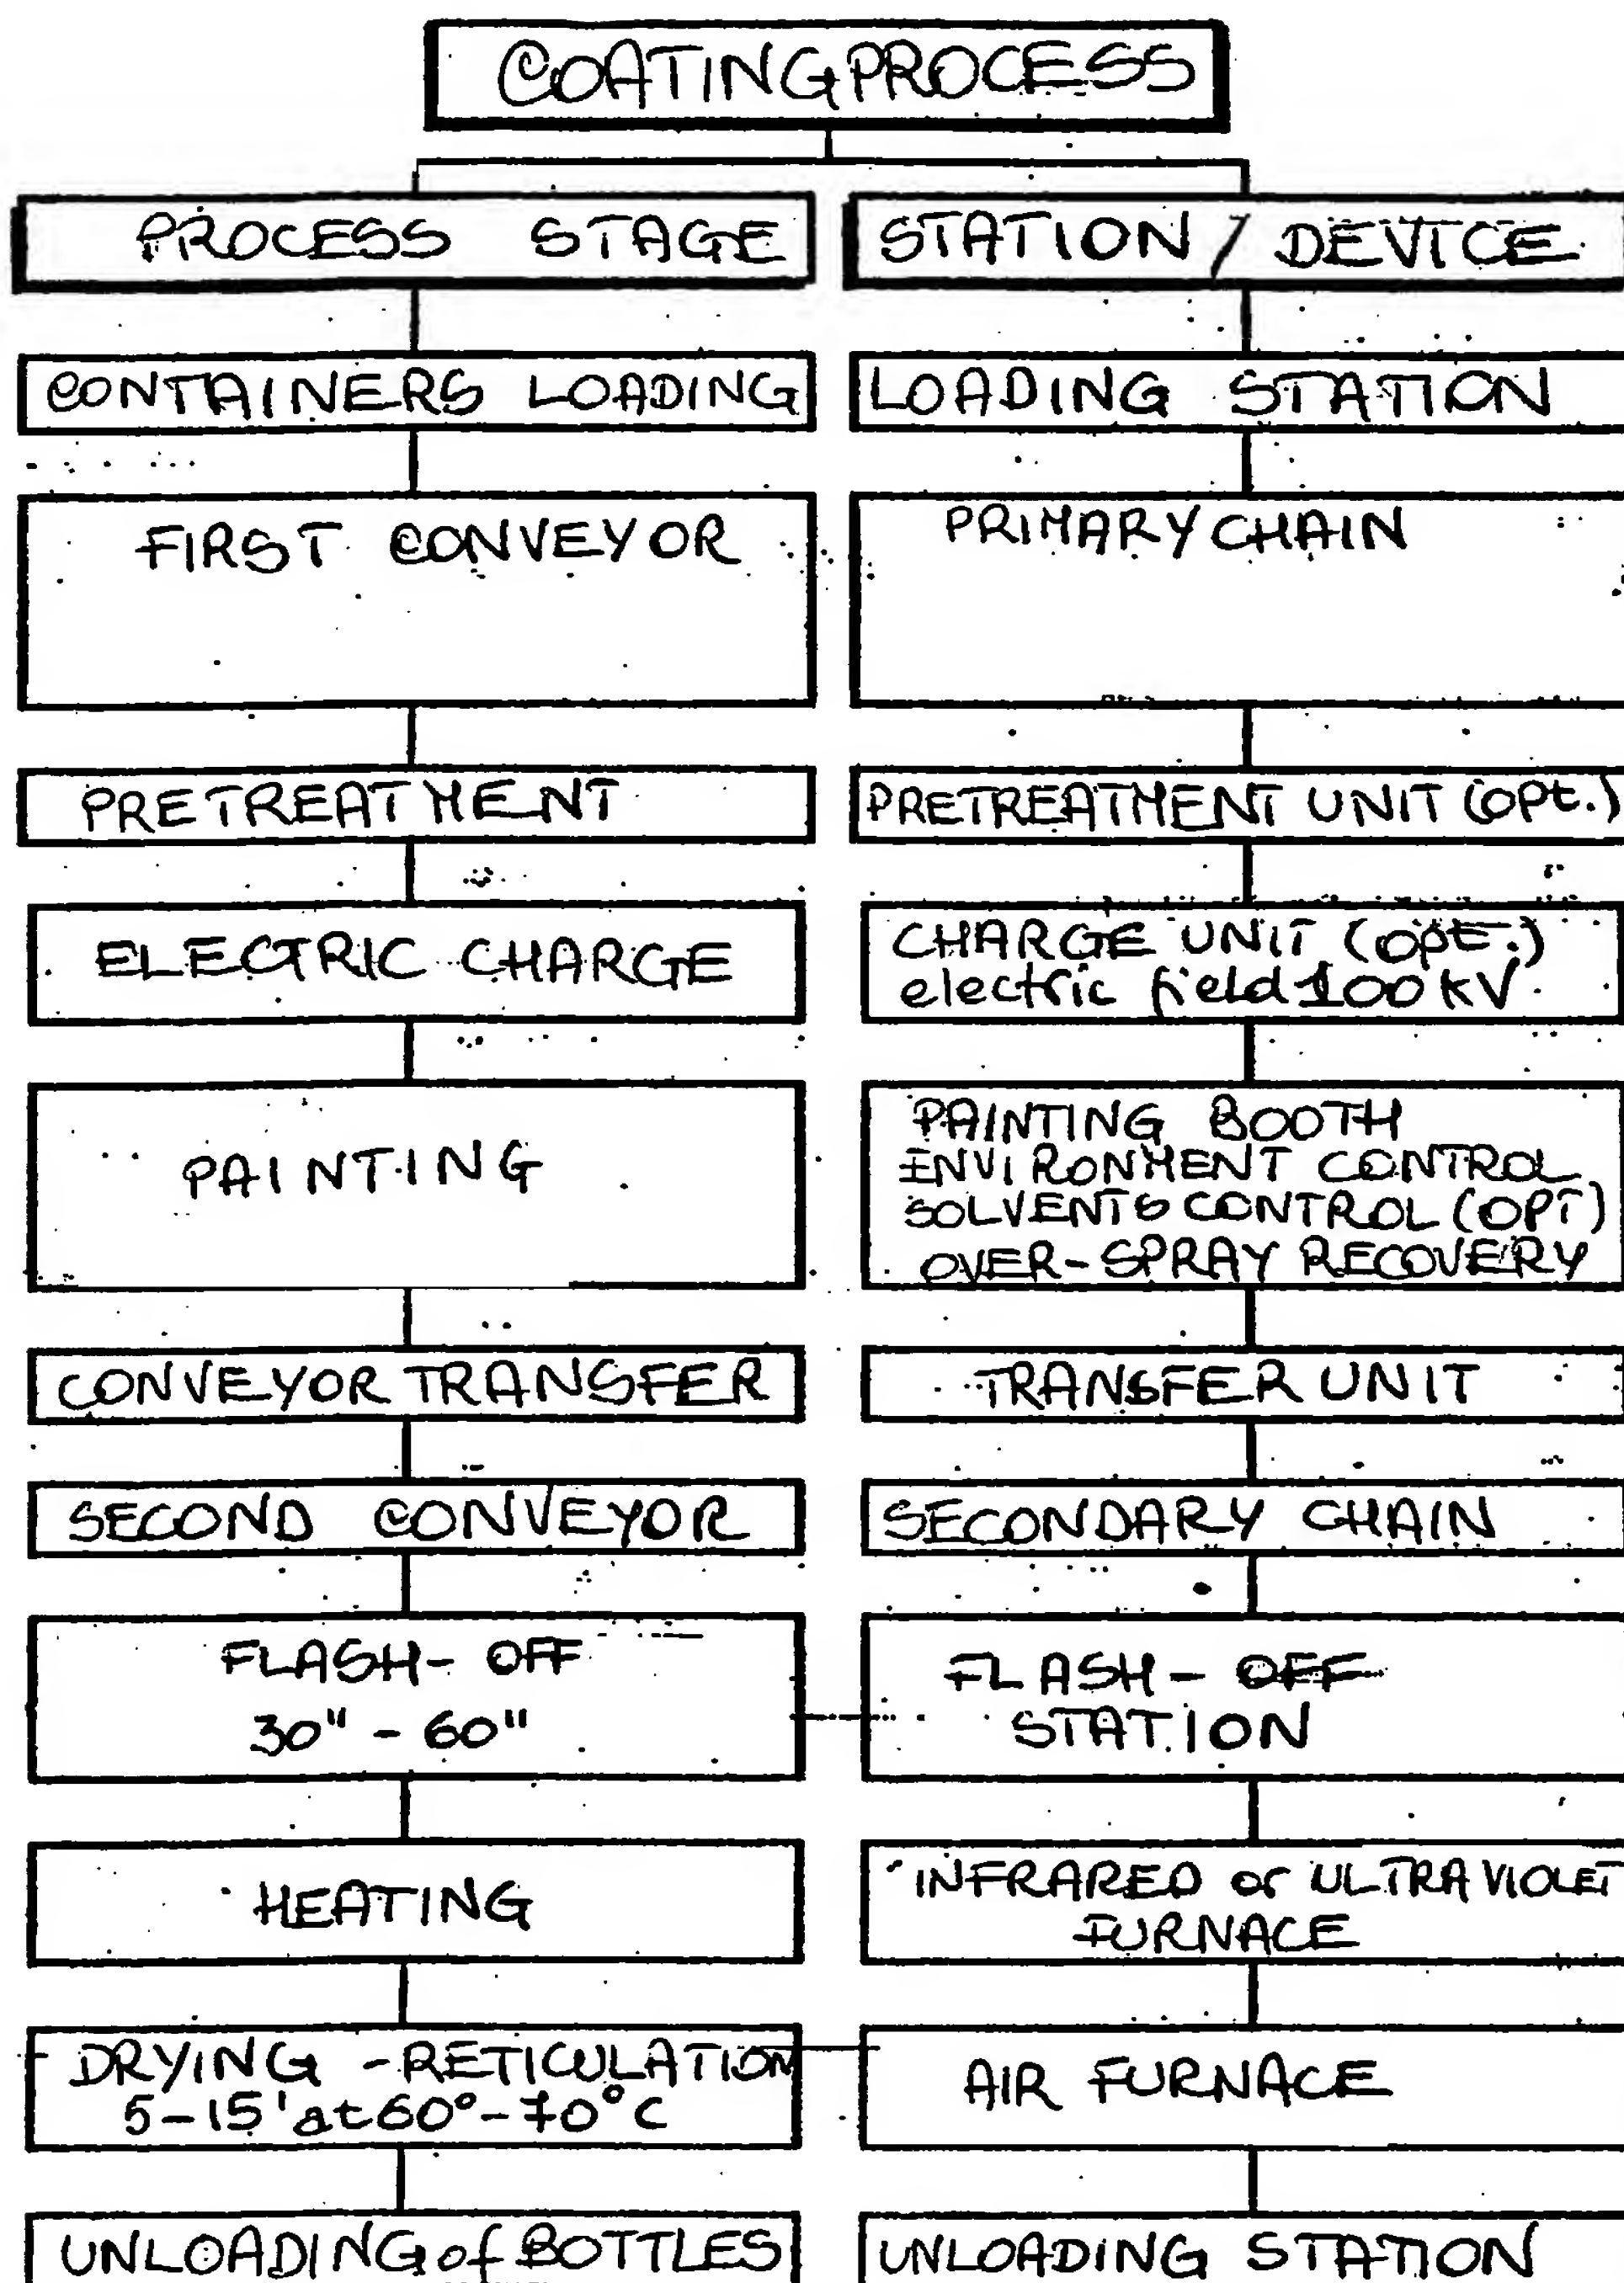 COATING PROCESS
PROCESS STAGE
STATION / DEVICE
CONTAINERS LOADING
LOADING STATION
FIRST CONVEYOR
PRIMARY CHAIN
PRETREATMENT
PRETREATMENT UNIT (OPt.)
ELECTRIC CHARGE
CHARGE UNIT (OPt.)
electric field 100 kV
PAINTING
PAINTING BOOTH
ENVIRONMENT CONTROL
SOLVENTS CONTROL (OPT)
OVER-SPRAY RECOVERY
CONVEYOR TRANSFER
TRANSFER UNIT
SECOND CONVEYOR
SECONDARY CHAIN
FLASH-OFF
30" - 60"
FLASH-OFF
STATION
HEATING
INFRARED or ULTRAVIOLET
FURNACE
DRYING -RETICULATION
5-15' at 60°-70°C
AIR FURNACE
UNLOADING of BOTTLES
UNLOADING STATION